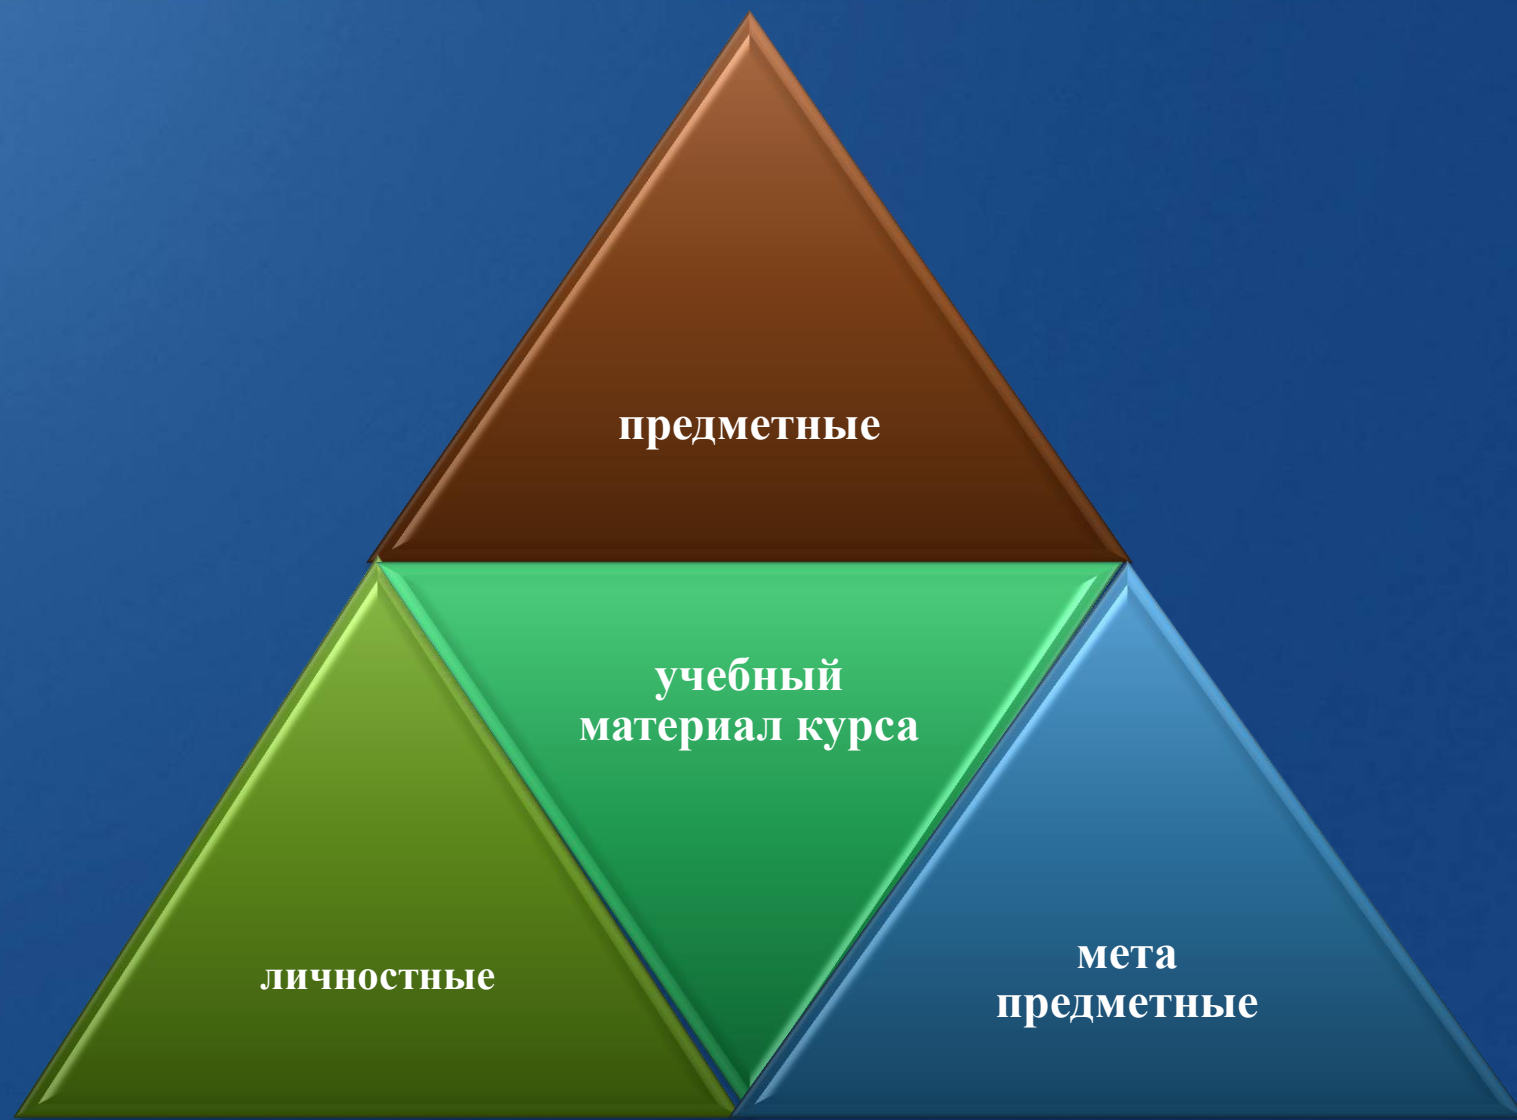 предметные
учебный
материал курса
личностные
мета
предметные